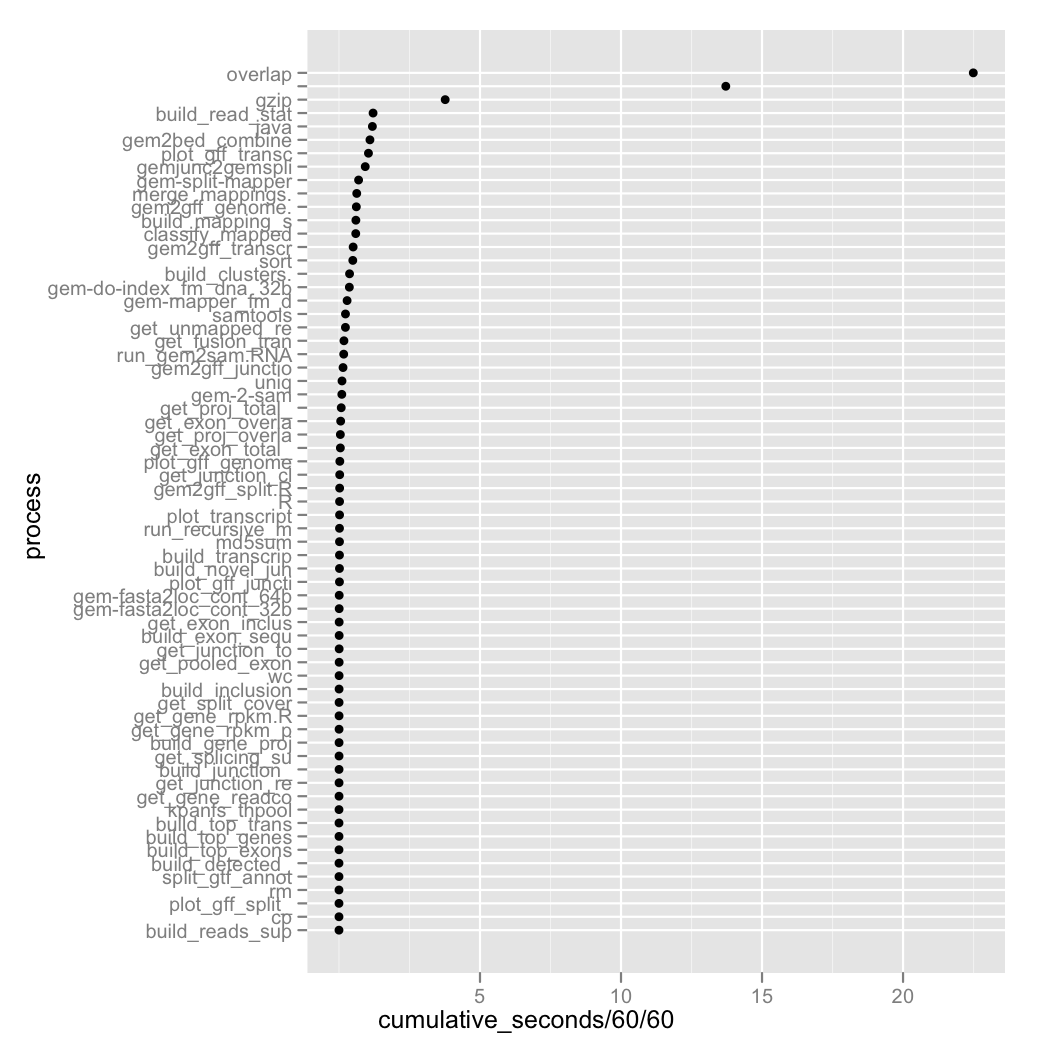 overlap
gzip
build_read_stat
java
gem2bed_combine
plot_gff_transc
gemjunc2gemspli
gem-split-mapper
merge_mappings.
gem2gff_genome.
build_mapping_s
classify_mapped
gem2gff_transcr
sort
build_clusters.
gem-do-index_fm_dna_32b
gem-mapper_fm_d
samtools
get_unmapped_re
get_fusion_tran
run_gem2sam.RNA
gem2gff_junctio
uniq
gem-2-sam
get_proj_total_
get_exon_overla
get_proj_overla
get_exon_total_
plot_gff_genome
get_junction_cl
gem2gff_split.R
R
plot_transcript
run_recursive_m
md5sum
build_transcrip
build_novel_jun
plot_gff_juncti
gem-fasta2loc_cont_64b
gem-fasta2loc_cont_32b
get_exon_inclus
build_exon_sequ
get_junction_to
get_pooled_exon
wc
build_inclusion
get_split_cover
get_gene_rpkm.R
get_gene_rpkm_p
build_gene_proj
get_splicing_su
build_junction_
get_junction_re
get_gene_readco
kpanfs_thpool
build_top_trans
build_top_genes
build_top_exons
build_detected_
split_gtf_annot
rm
plot_gff_split_
cp
build_reads_sup
process
5 10 15 20
cumulative_seconds/60/60